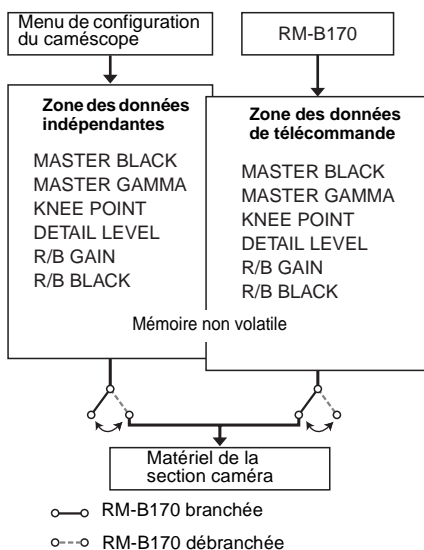 Menu de configuration
du caméscope
RM-B170
Zone des données
indépendantes
MASTER BLACK
MASTER GAMMA
KNEE POINT
DETAIL LEVEL
R/B GAIN
R/B BLACK
Zone des données
de télécommande
MASTER BLACK
MASTER GAMMA
KNEE POINT
DETAIL LEVEL
R/B GAIN
R/B BLACK
Mémoire non volatile
Matériel de la
section caméra
RM-B170 branchée
RM-B170 débranchée